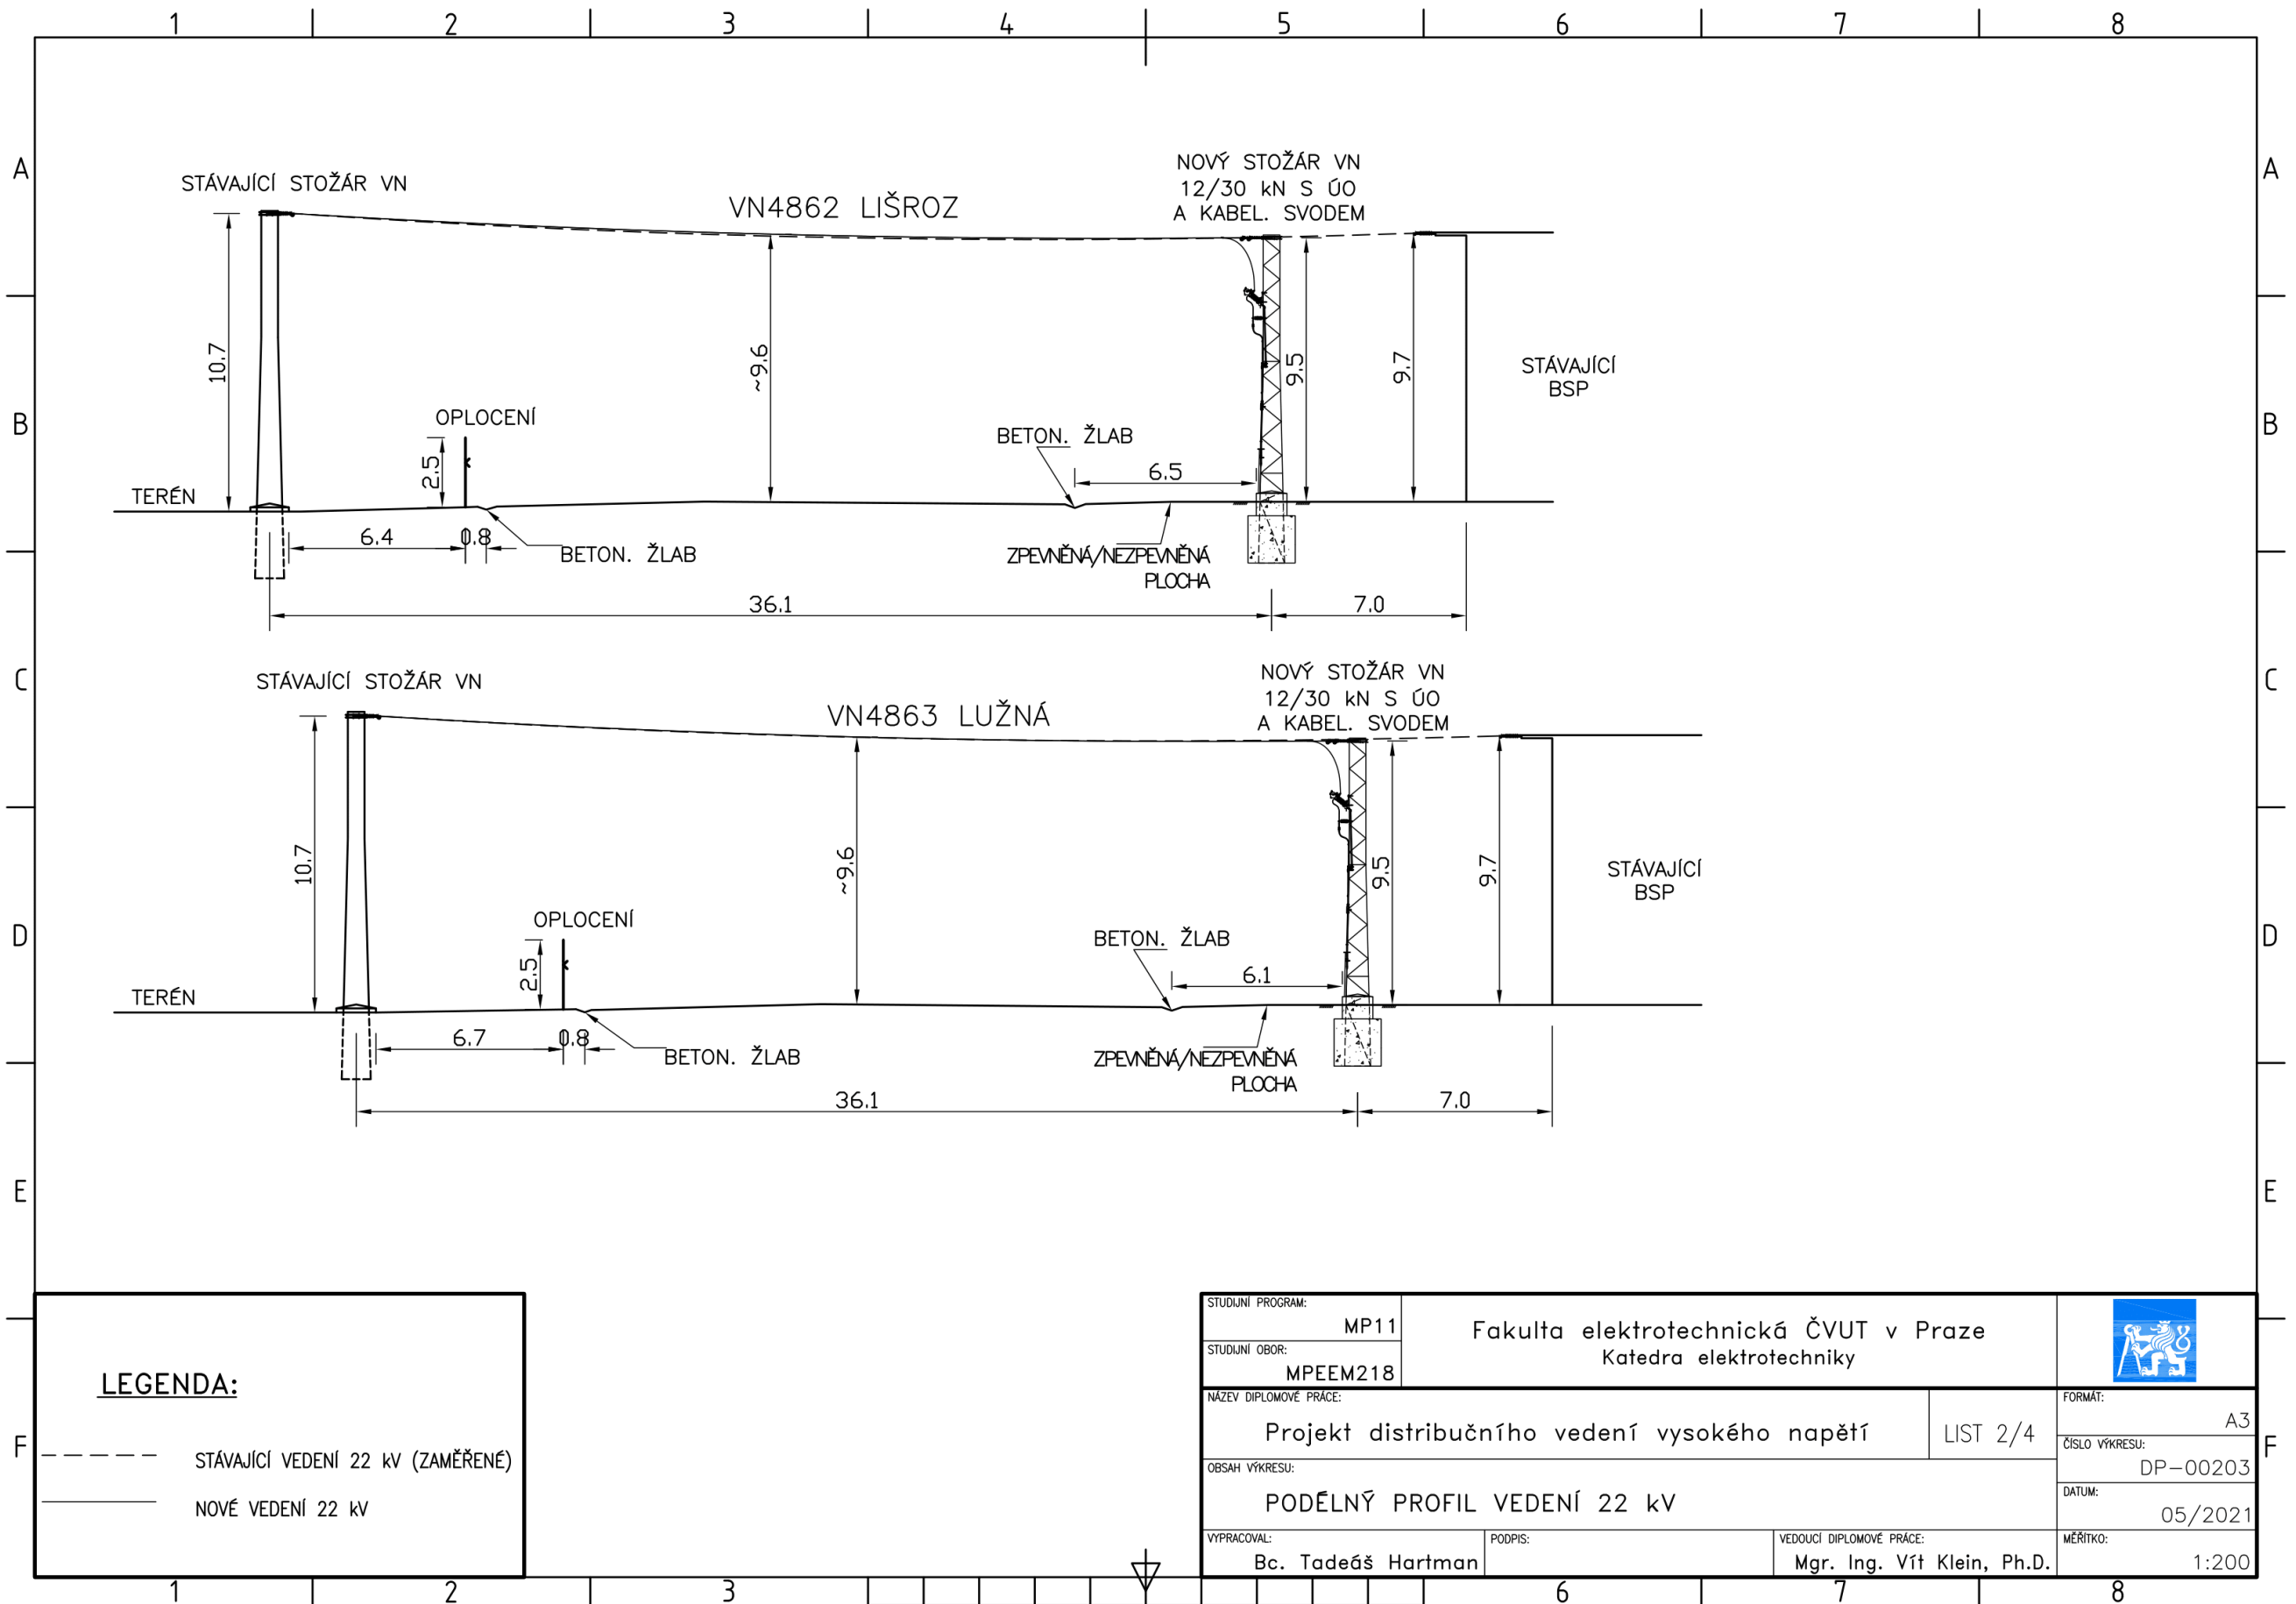 1 2 3 4 5 6 7 8
A A
STÁVAJÍCÍ STOŽÁR VN
VN4862 LIŠROZ
NOVÝ STOŽÁR VN
12/30 kN S ÚO
A KABEL. SVODEM
10.7
~9.6
9.5
9.7
STÁVAJÍCÍ
BSP
B B
OPLOCENÍ
2.5
BETON. ŽLAB
6.5
TERÉN
6.4
0.8
BETON. ŽLAB
ZPEVNĚNÁ/NEZPEVNĚNÁ
PLOCHA
36.1
7.0
C C
STÁVAJÍCÍ STOŽÁR VN
VN4863 LUŽNÁ
NOVÝ STOŽÁR VN
12/30 kN S ÚO
A KABEL. SVODEM
10.7
~9.6
9.5
9.7
STÁVAJÍCÍ
BSP
D D
OPLOCENÍ
2.5
BETON. ŽLAB
6.1
TERÉN
6.7
0.8
BETON. ŽLAB
ZPEVNĚNÁ/NEZPEVNĚNÁ
PLOCHA
36.1
7.0
E E
LEGENDA:
STÁVAJÍCÍ VEDENÍ 22 kV (ZAMĚŘENÉ)
NOVÉ VEDENÍ 22 kV
STUDIJNÍ PROGRAM:
MP11
STUDIJNÍ OBOR:
MPEEM218
Fakulta elektrotechnická ČVUT v Praze
Katedra elektrotechniky
NÁZEV DIPLOMOVÉ PRÁCE:
Projekt distribučního vedení vysokého napětí
LIST 2/4
FORMÁT:
A3
ČÍSLO VÝKRESU:
DP-00203
OBSAH VÝKRESU:
PODÉLNÝ PROFIL VEDENÍ 22 kV
DATUM:
05/2021
VYPRACOVAL:
Bc. Tadeáš Hartman
PODPIS:
VEDOUCÍ DIPLOMOVÉ PRÁCE:
Mgr. Ing. Vít Klein, Ph.D.
MĚŘÍTKO:
1:200
F F
1 2 3 6 7 8